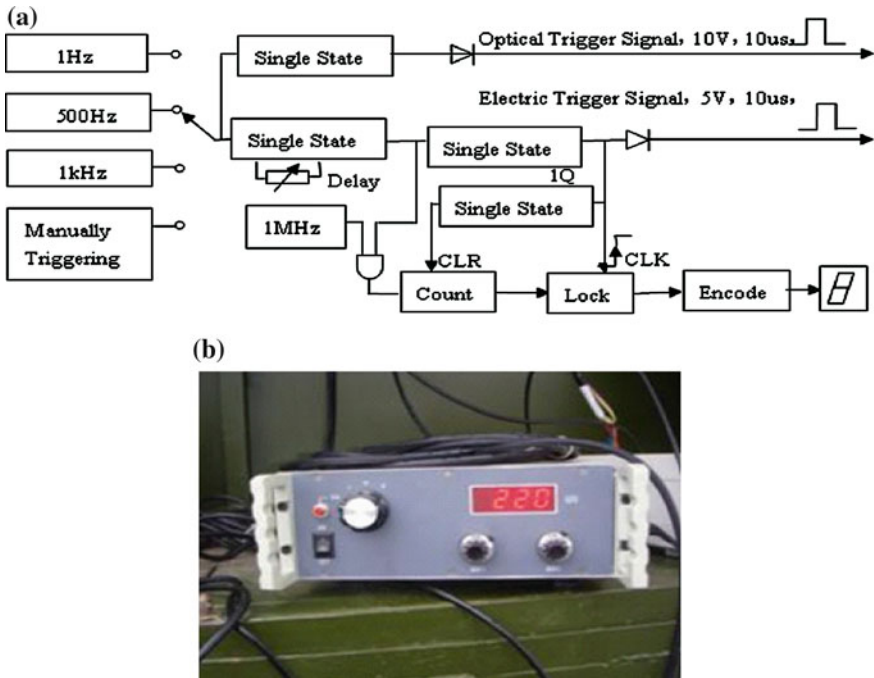 (a)
1Hz
500Hz
1kHz
Manually
Triggering
Single State
Optical Trigger Signal, 10V, 10us,
Electric Trigger Signal, 5V, 10us,
Single State
Delay
Single State
1Q
Single State
1MHz
CLR
CLK
Count
Lock
Encode
(b)
220